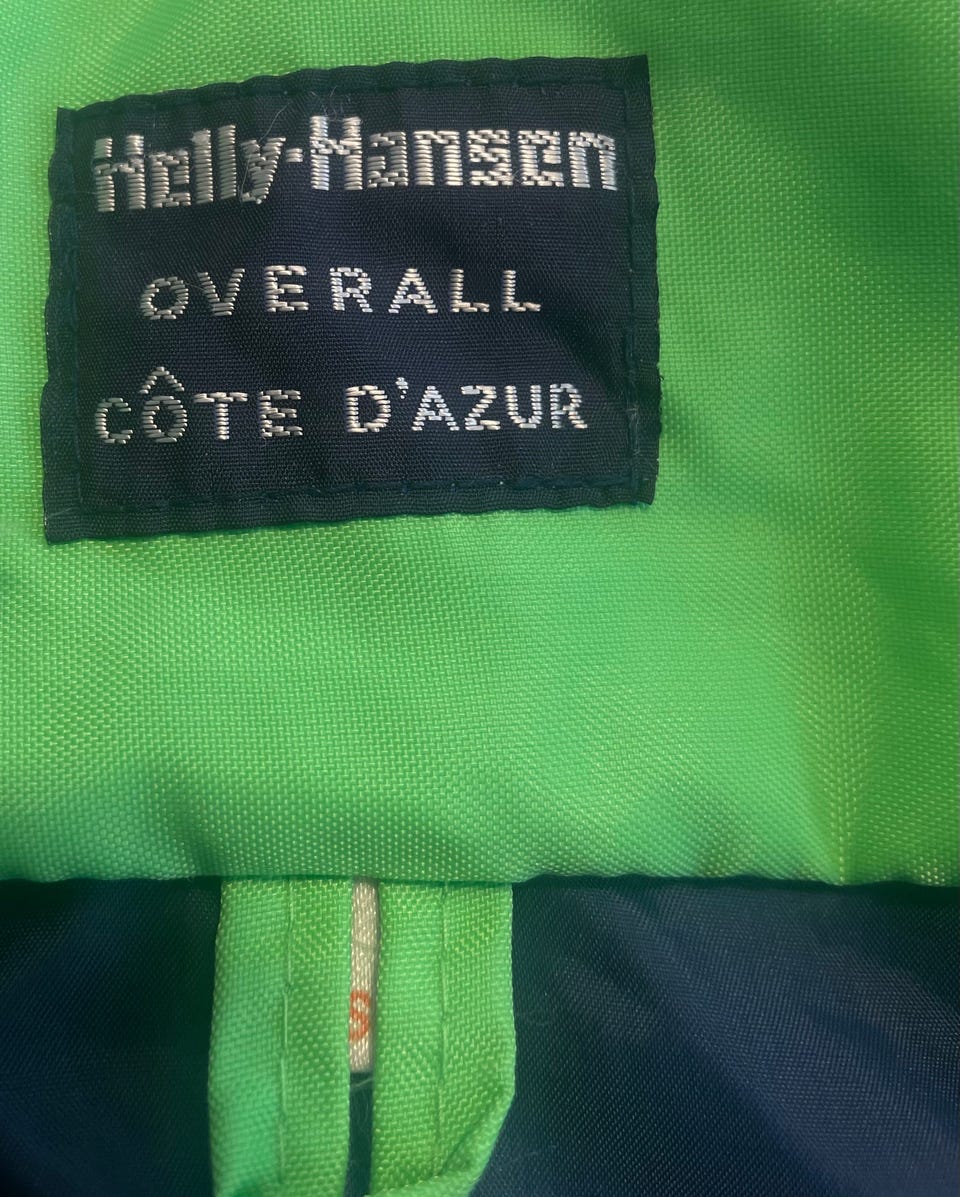 Helly-Hansen
OVERALL
CÔTE D'AZUR
S